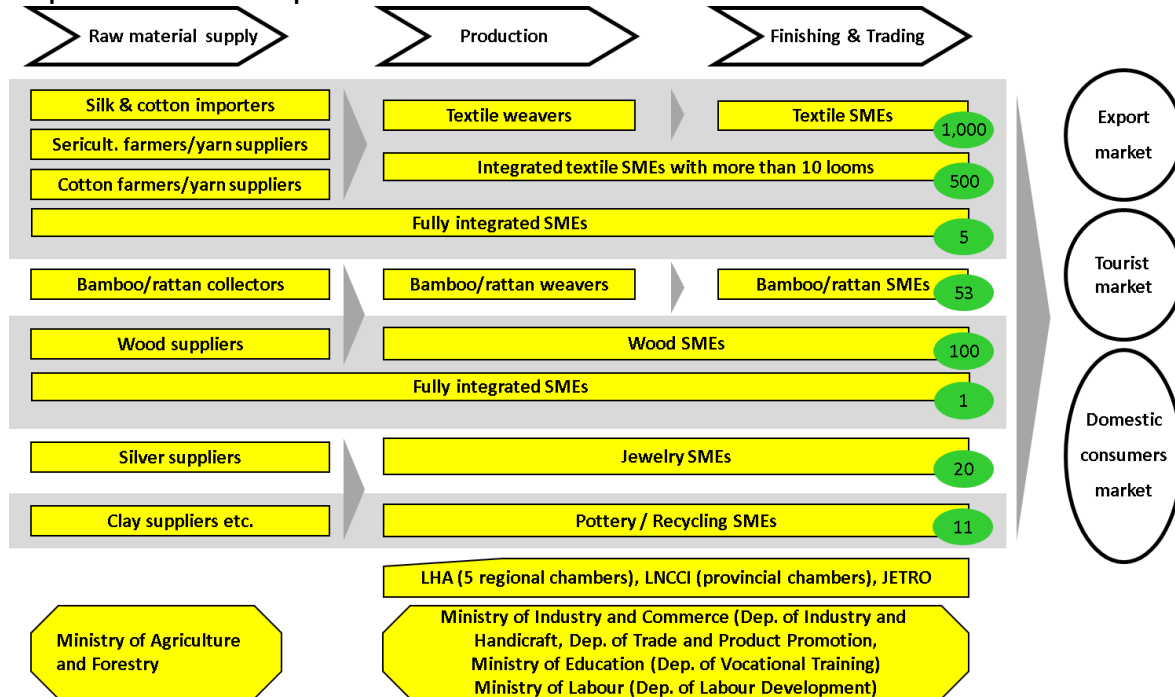 Raw material supply
Production
Finishing & Trading
Silk & cotton importers
Textile weavers
Textile SMEs
1,000
Sericult. farmers/yarn suppliers
Integrated textile SMEs with more than 10 looms
500
Cotton farmers/yarn suppliers
Fully integrated SMEs
5
Bamboo/rattan collectors
Bamboo/rattan weavers
Bamboo/rattan SMEs
53
Wood suppliers
Wood SMEs
100
Fully integrated SMEs
1
Silver suppliers
Jewelry SMEs
20
Clay suppliers etc.
Pottery / Recycling SMEs
11
Export
market
Tourist
market
Domestic
consumers
market
LHA (5 regional chambers), LNCCI (provincial chambers), JETRO
Ministry of Agriculture
and Forestry
Ministry of Industry and Commerce (Dep. of Industry and
Handicraft, Dep. of Trade and Product Promotion,
Ministry of Education (Dep. of Vocational Training)
Ministry of Labour (Dep. of Labour Development)